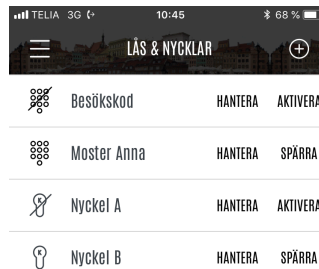 TELIA 3G 10:45 68 %
LÅS & NYCKLAR
Besökskod HANTERA AKTIVERA
Moster Anna HANTERA SPÄRRA
Nyckel A HANTERA AKTIVERA
Nyckel B HANTERA SPÄRRA